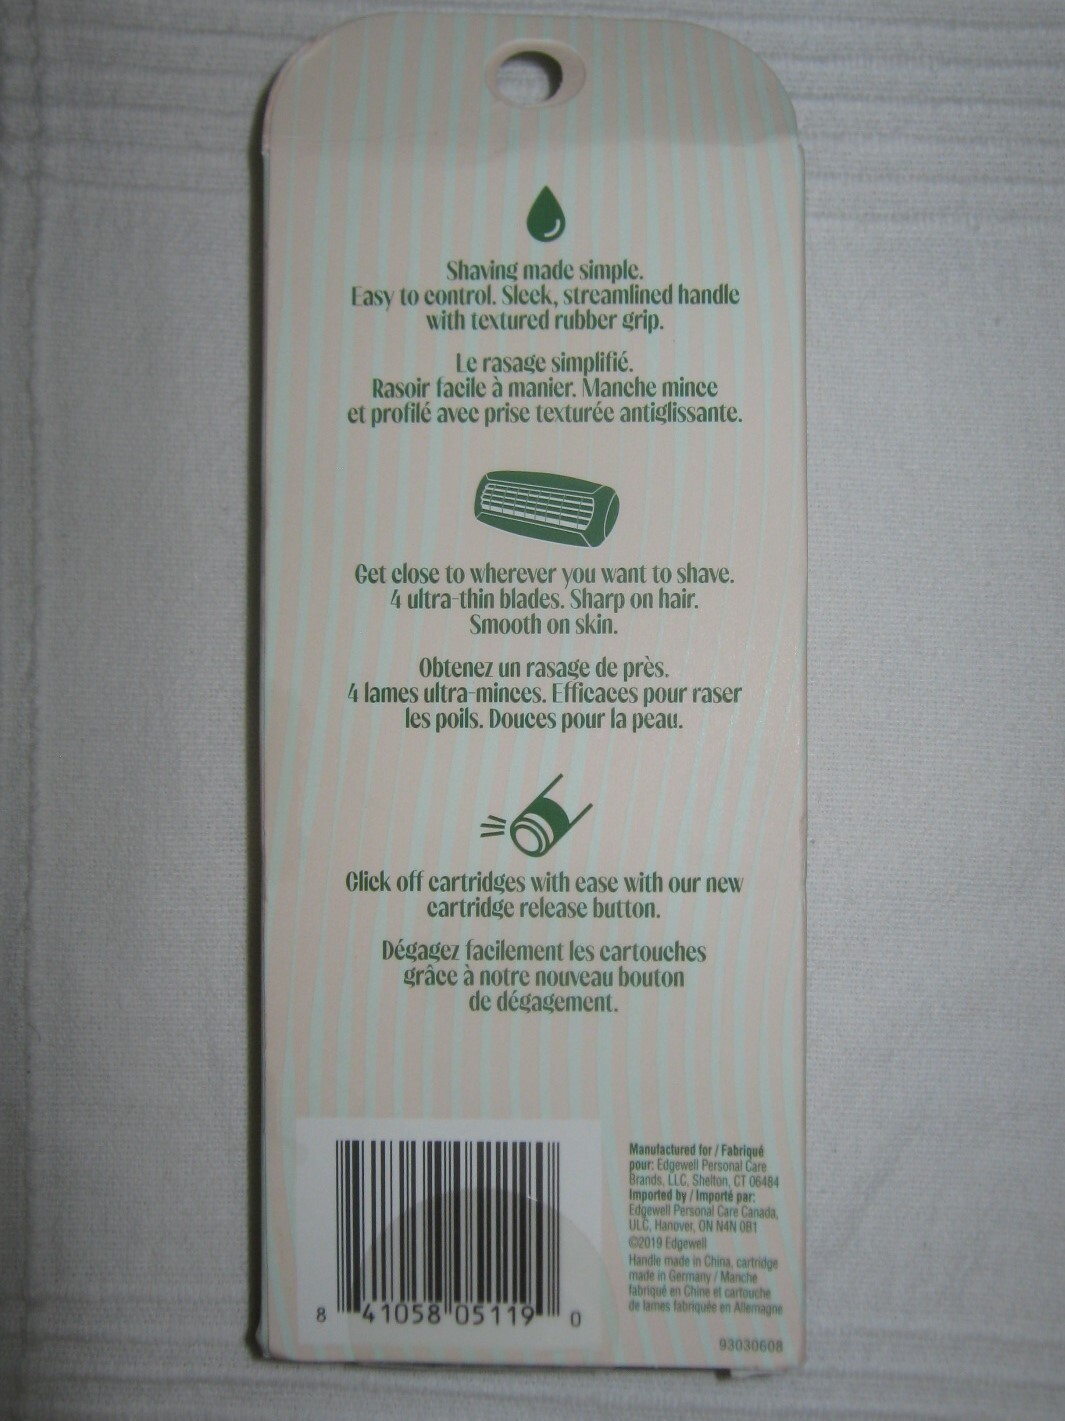 Shaving made simple.
Easy to control. Sleek, streamlined handle
with textured rubber grip.
Le rasage simplifié.
Rasoir facile à manier. Manche mince
et profilé avec prise texturée antiglissante.
Get close to wherever you want to shave.
4 ultra-thin blades. Sharp on hair.
Smooth on skin.
Obtenez un rasage de près.
4 lames ultra-minces. Efficaces pour raser
les poils. Douces pour la peau.
Click off cartridges with ease with our new
cartridge release button.
Dégagez facilement les cartouches
grâce à notre nouveau bouton
de dégagement.
8 41058 05119 0
Manufactured for / Fabriqué
pour: Edgewell Personal Care
Brands, LLC, Shelton, CT 06484
Imported by / Importé par:
Edgewell Personal Care Canada,
ULC, Hanover, ON N4N 0B1
©2019 Edgewell
Handle made in China, cartridge
made in Germany / Manche
fabriqué en Chine et cartouche
de lames fabriquée en Allemagne
93030608